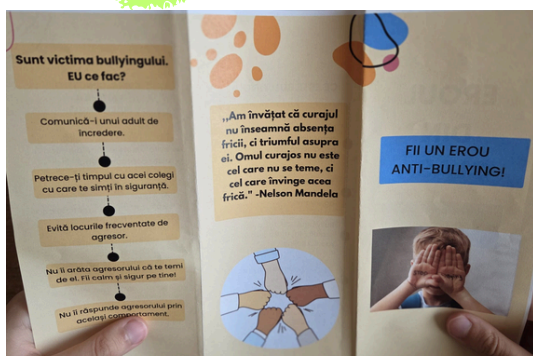 Sunt victima bullyingului.
EU ce fac?
Comunică-i unui adult de
încredere.
Petrece-ți timpul cu acei colegi
cu care te simți în siguranță.
Evită locurile frecventate de
agresor.
Nu îi arăta agresorului că te temi
de el. Fii calm și sigur pe tine!
Nu îi răspunde agresorului prin
același comportament.
,,Am învățat că curajul
nu înseamnă absența
fricii, ci triumful asupra
ei. Omul curajos nu este
cel care nu se teme, ci
cel care învinge acea
frică." -Nelson Mandela
FII UN EROU
ANTI-BULLYING!